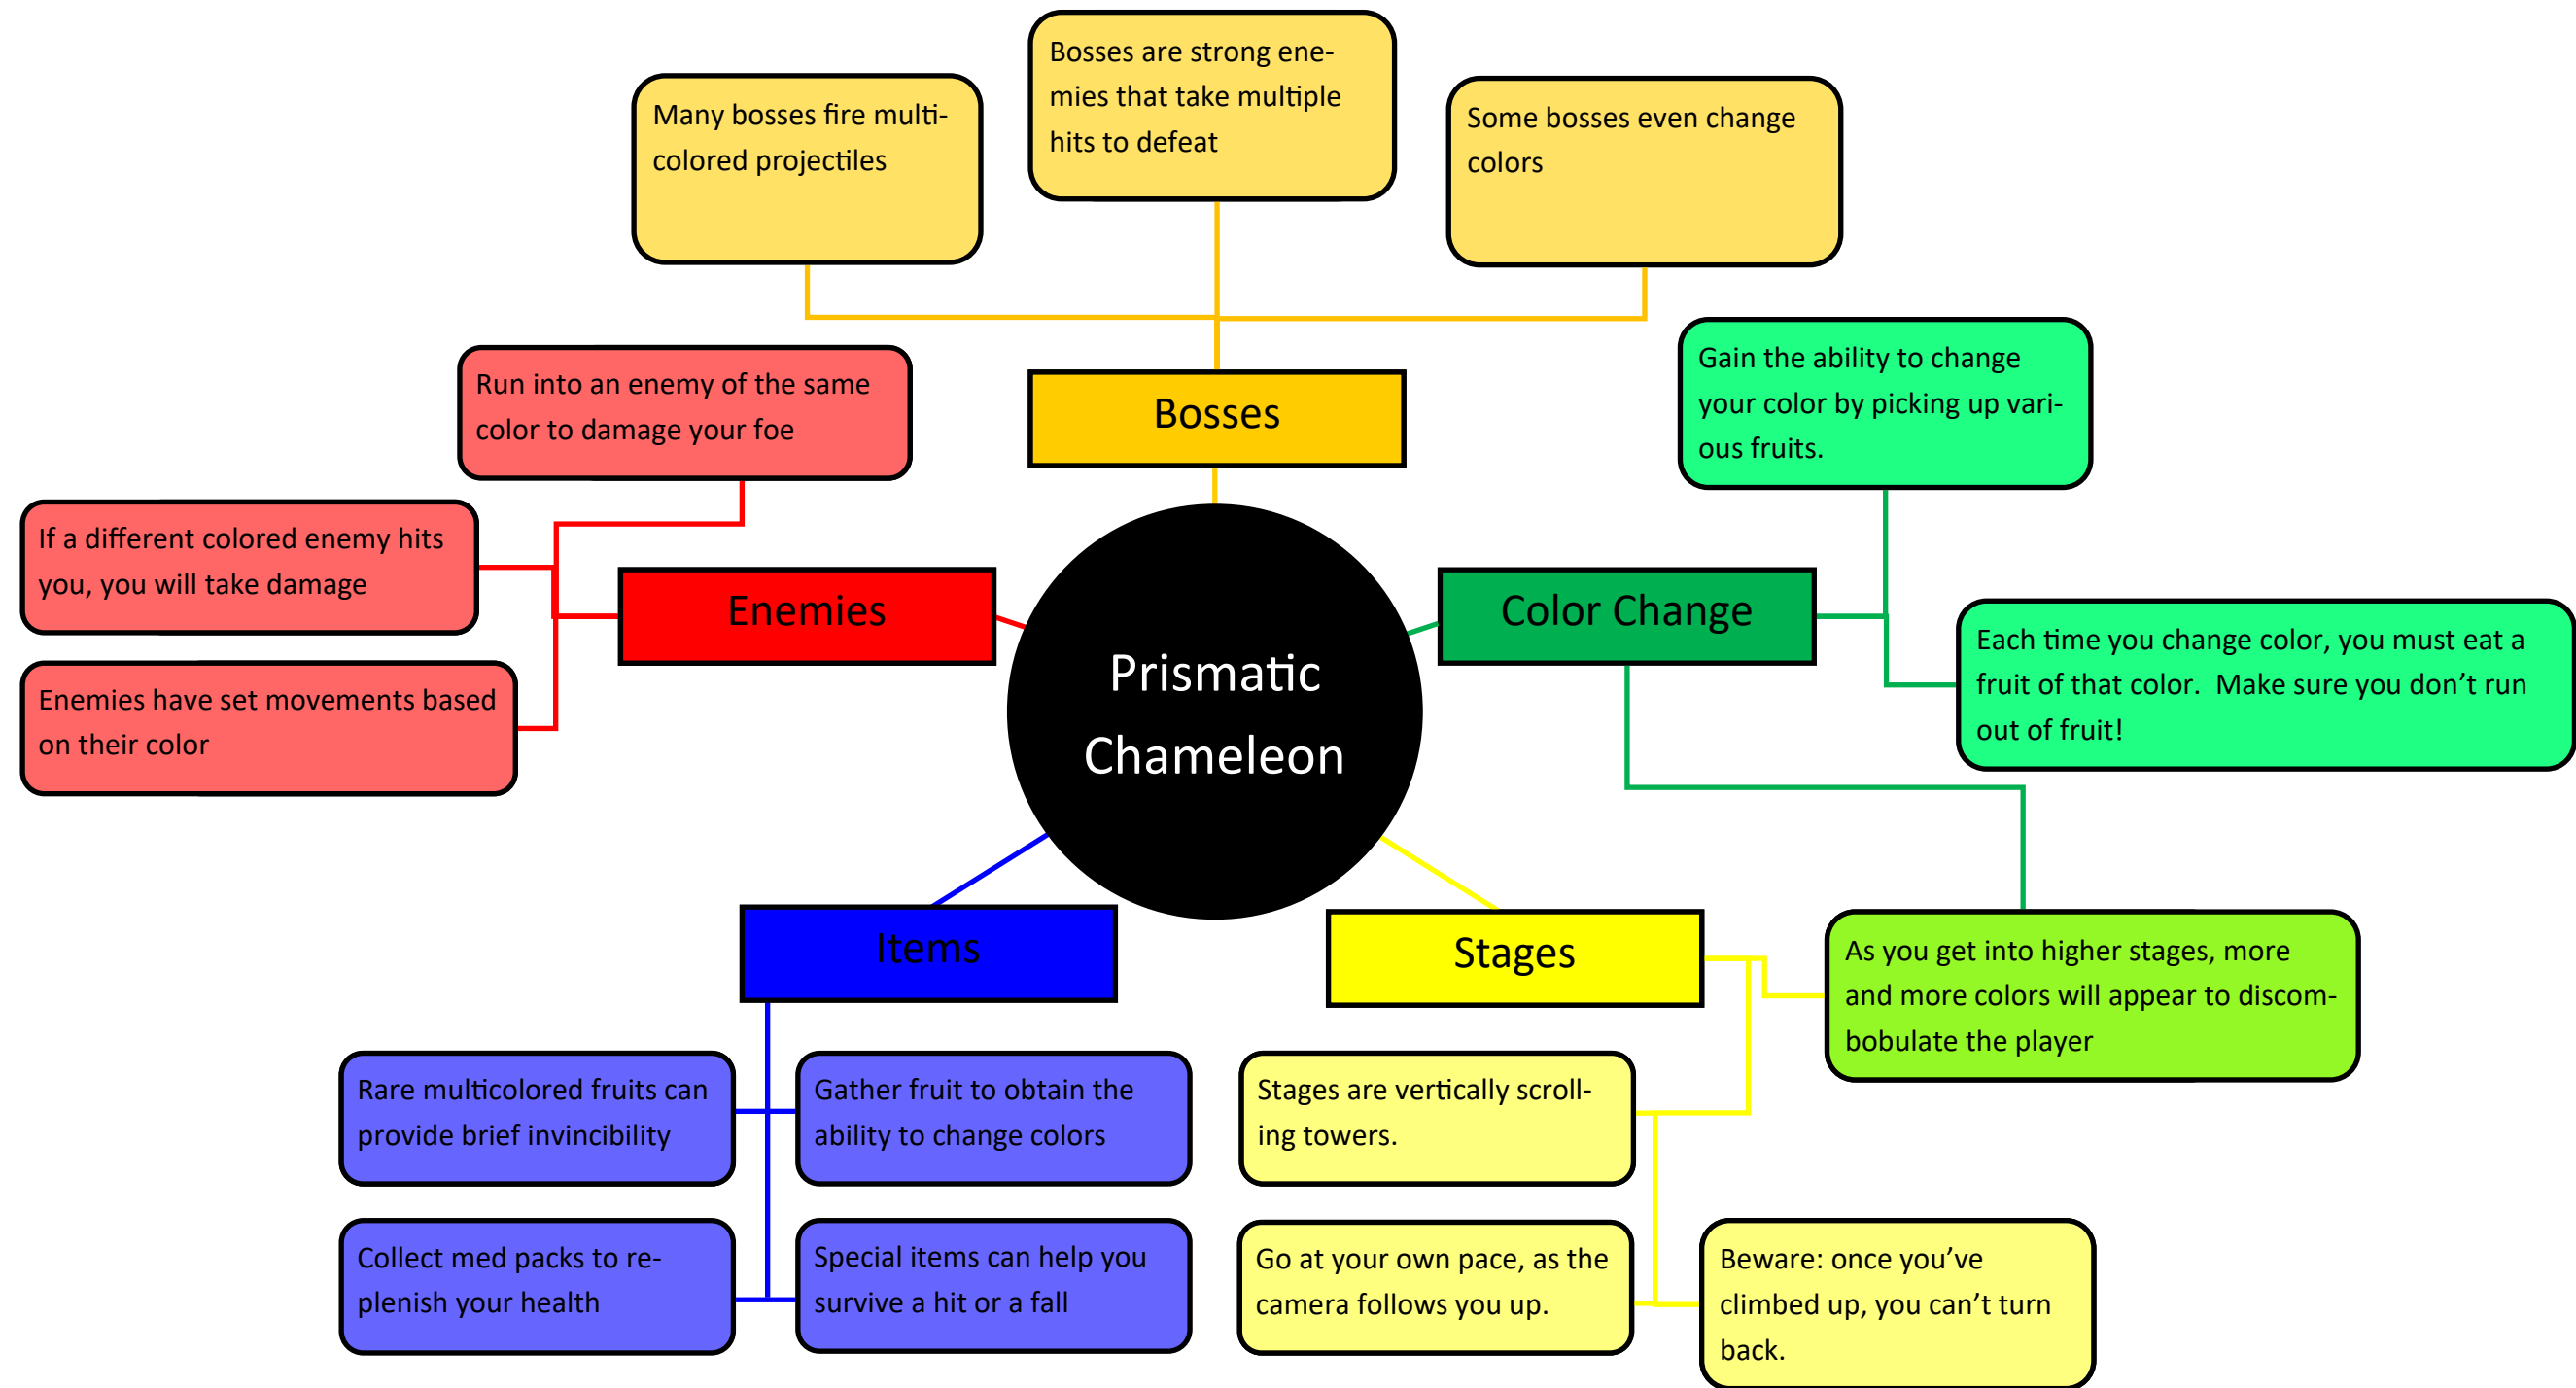 Bosses are strong ene-
mies that take multiple
hits to defeat
Many bosses fire multi-
colored projectiles
Some bosses even change
colors
Bosses
Run into an enemy of the same
color to damage your foe
If a different colored enemy hits
you, you will take damage
Enemies have set movements based
on their color
Enemies
Gain the ability to change
your color by picking up vari-
ous fruits.
Color Change
Each time you change color, you must eat a
fruit of that color.  Make sure you don’t run
out of fruit!
Prismatic
Chameleon
Items
Rare multicolored fruits can
provide brief invincibility
Gather fruit to obtain the
ability to change colors
Collect med packs to re-
plenish your health
Special items can help you
survive a hit or a fall
Stages
As you get into higher stages, more
and more colors will appear to discom-
bobulate the player
Stages are vertically scroll-
ing towers.
Go at your own pace, as the
camera follows you up.
Beware: once you’ve
climbed up, you can’t turn
back.